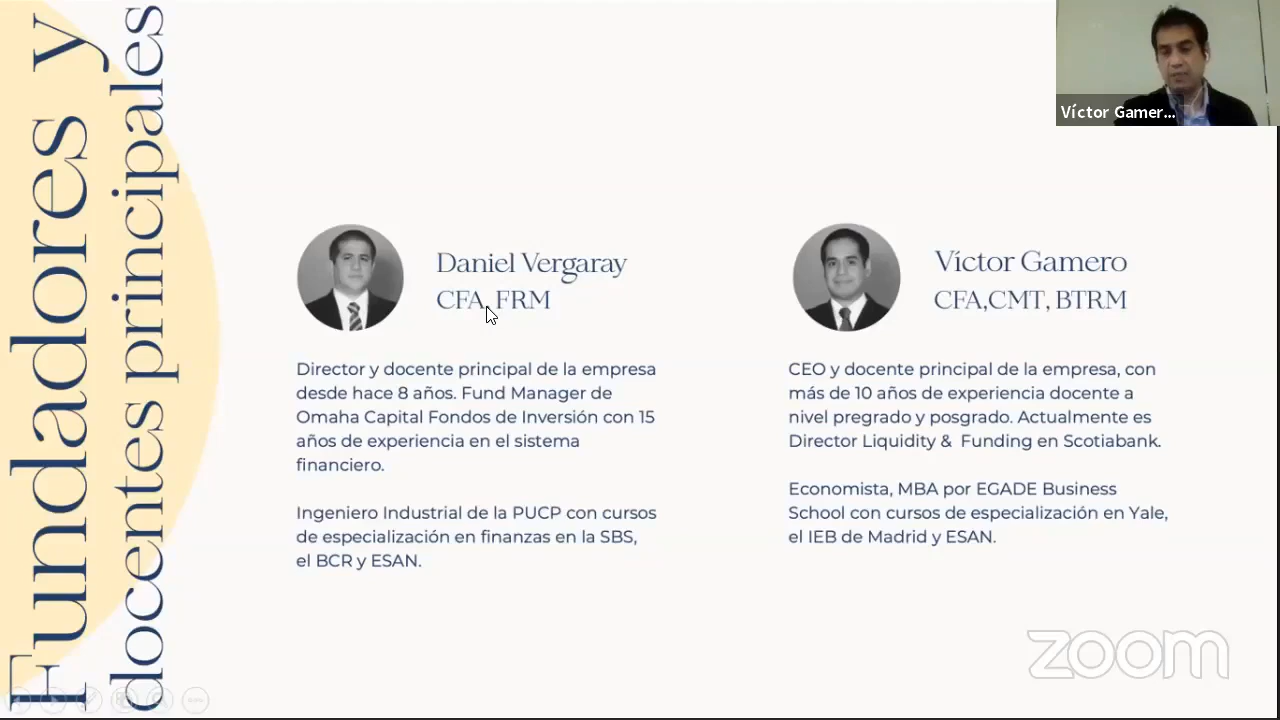 Fundadores y
docentes principales
Víctor Gamer...
Daniel Vergaray
CFA, FRM
Director y docente principal de la empresa
desde hace 8 años. Fund Manager de
Omaha Capital Fondos de Inversión con 15
años de experiencia en el sistema
financiero.
Ingeniero Industrial de la PUCP con cursos
de especialización en finanzas en la SBS,
el BCR y ESAN.
Víctor Gamero
CFA,CMT, BTRM
CEO y docente principal de la empresa, con
más de 10 años de experiencia docente a
nivel pregrado y posgrado. Actualmente es
Director Liquidity & Funding en Scotiabank.
Economista, MBA por EGADE Business
School con cursos de especialización en Yale,
el IEB de Madrid y ESAN.
zoom